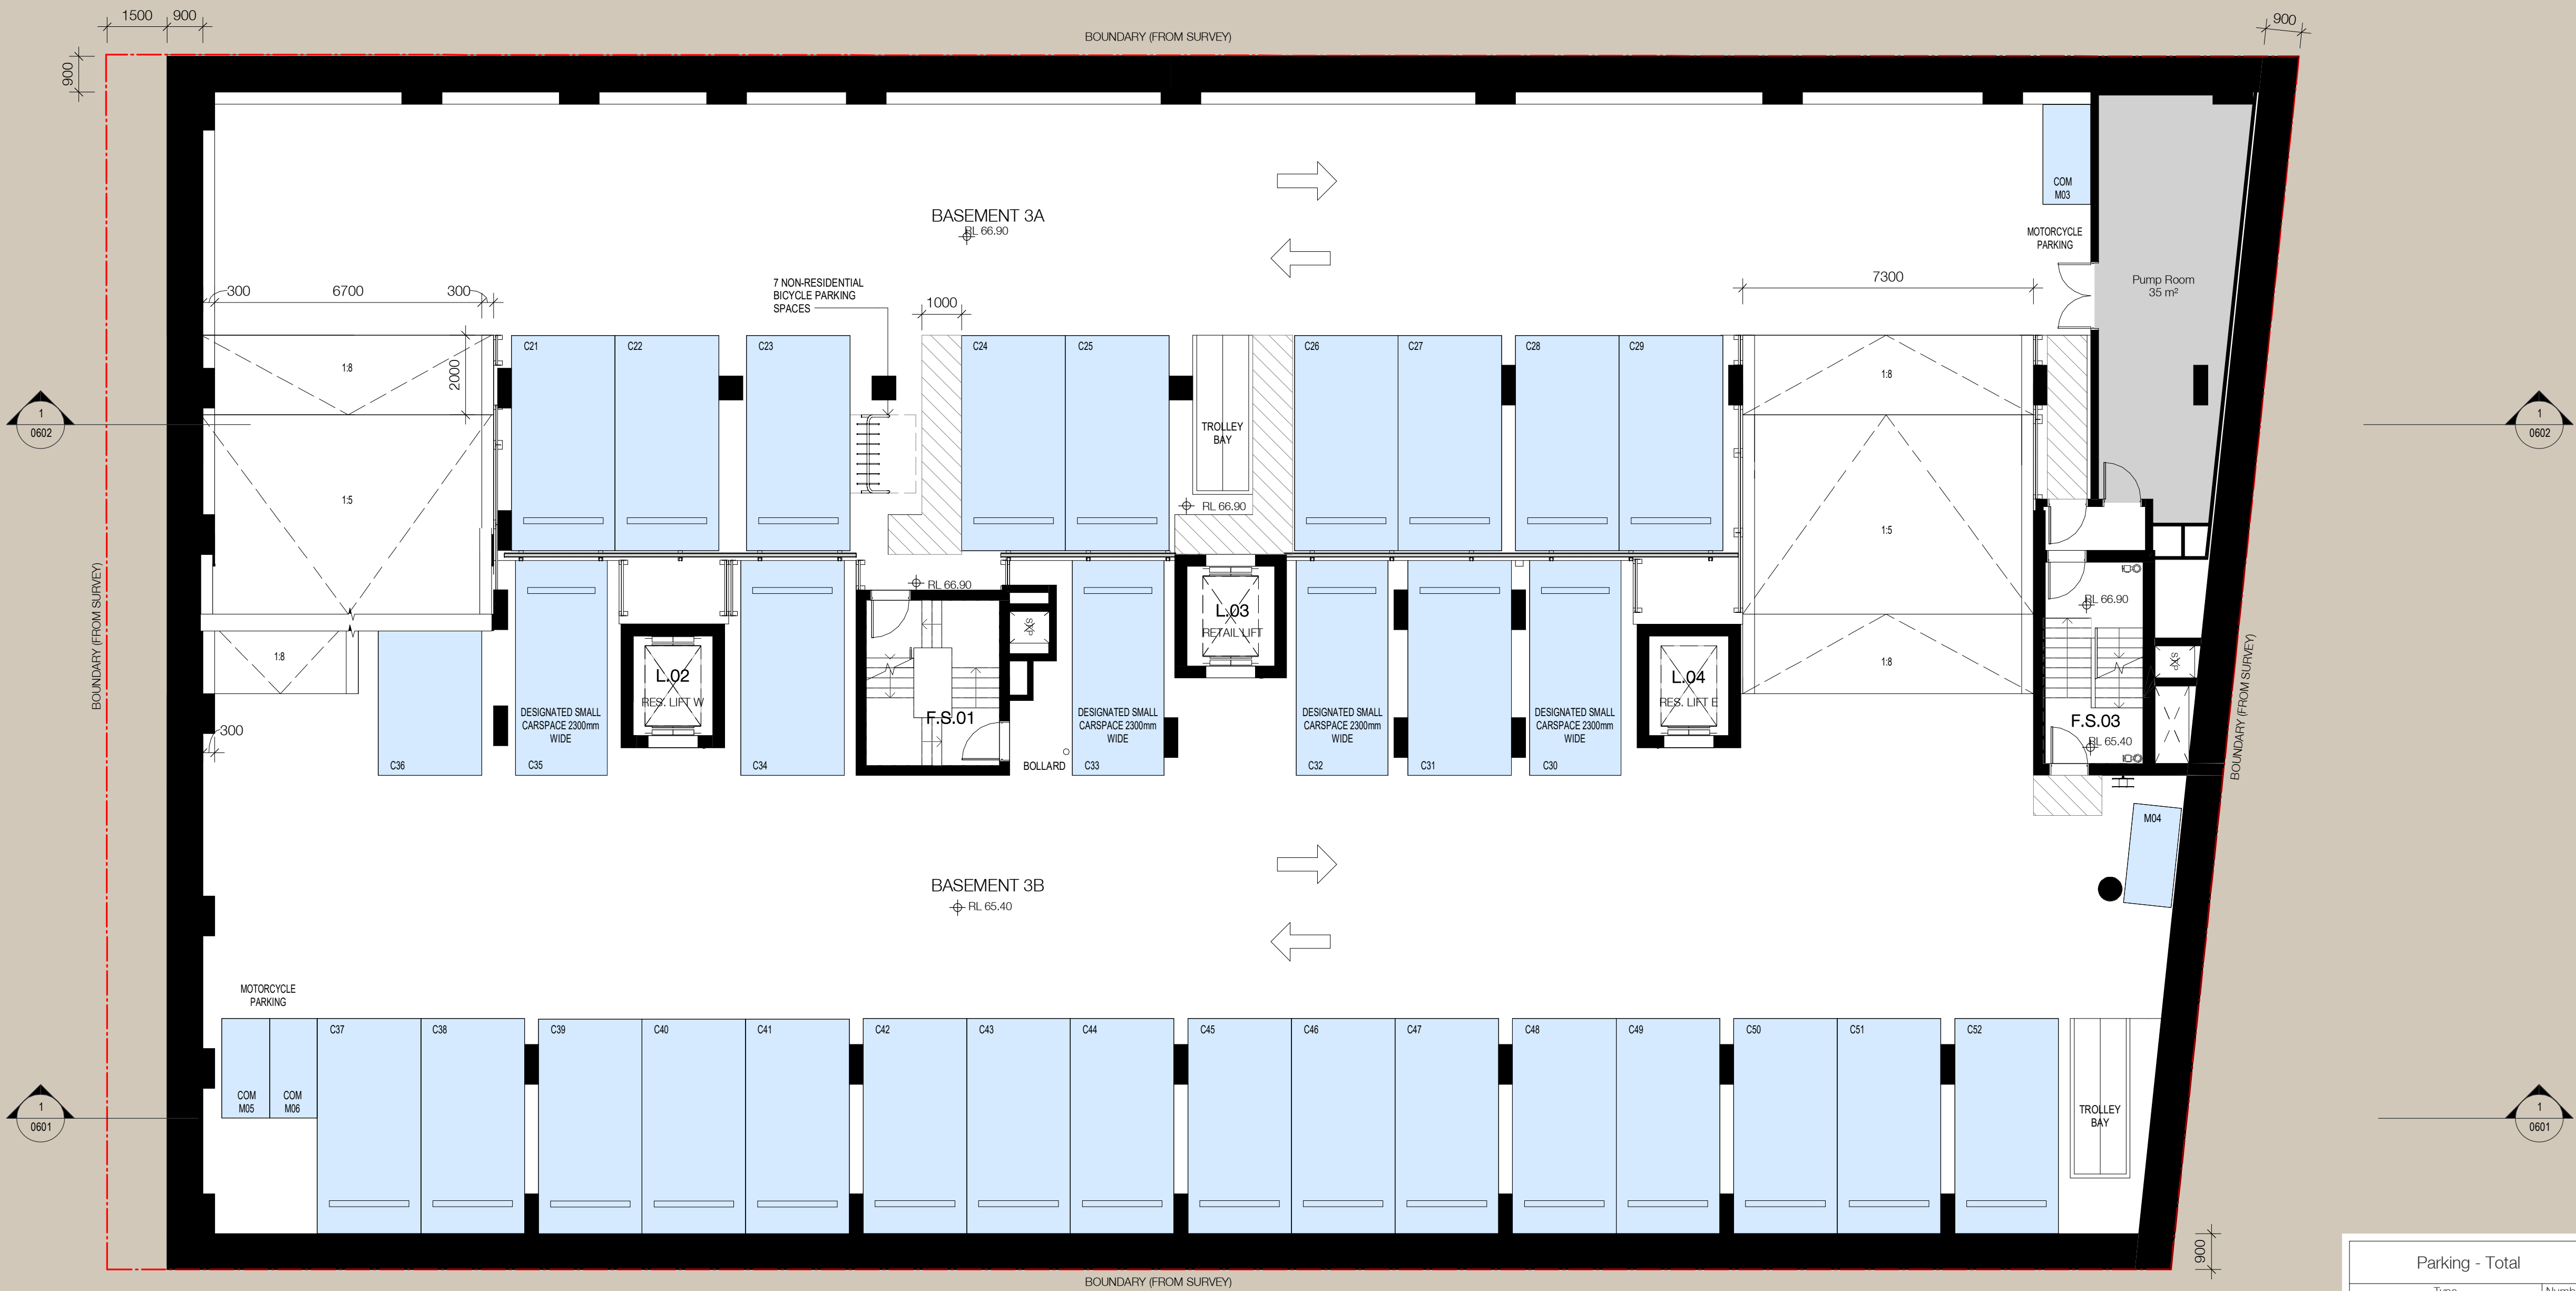 1500
900
900
BOUNDARY (FROM SURVEY)
900
COM
M03
BASEMENT 3A
RL 66.90
MOTORCYCLE
PARKING
Pump Room
35 m²
7 NON-RESIDENTIAL
BICYCLE PARKING
SPACES
300
6700
300
1000
7300
2000
1:8
1:5
1:8
C21
C22
C23
C24
C25
TROLLEY
BAY
RL 66.90
C26
C27
C28
C29
1:8
1:5
1:8
1
0602
1
0602
BOUNDARY (FROM SURVEY)
300
C36
DESIGNATED SMALL
CARSPACE 2300mm
WIDE
C35
L.02
RES. LIFT W
C34
RL 66.90
F.S.01
SXP
BOLLARD
DESIGNATED SMALL
CARSPACE 2300mm
WIDE
C33
L.03
RETAIL LIFT
DESIGNATED SMALL
CARSPACE 2300mm
WIDE
C32
C31
DESIGNATED SMALL
CARSPACE 2300mm
WIDE
C30
L.04
RES. LIFT E
RL 66.90
SXP
F.S.03
RL 65.40
BOUNDARY (FROM SURVEY)
M04
BASEMENT 3B
RL 65.40
MOTORCYCLE
PARKING
COM
M05
COM
M06
C37
C38
C39
C40
C41
C42
C43
C44
C45
C46
C47
C48
C49
C50
C51
C52
TROLLEY
BAY
1
0601
1
0601
900
BOUNDARY (FROM SURVEY)
Parking - Total